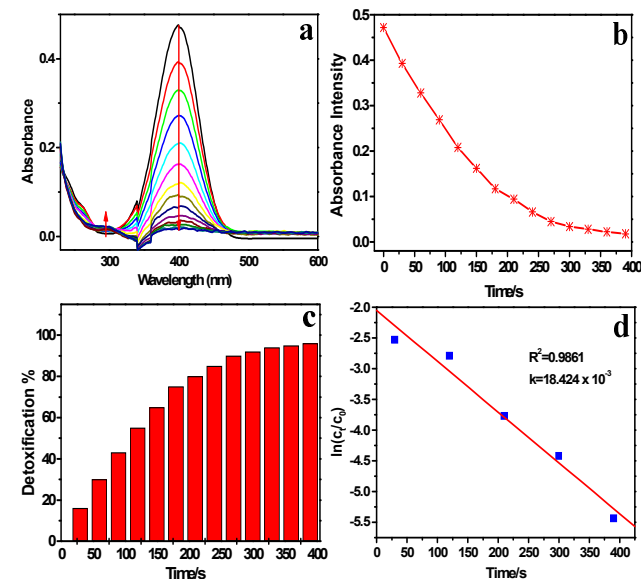 a
0.4
0.2
0.0
Absorbance
300 400 500 600
Wavelength (nm)
b
0.5
0.4
0.3
0.2
0.1
0.0
Absorbance Intensity
0 50 100 150 200 250 300 350 400
Time/s
c
100
80
60
40
20
0
Detoxification %
0 50 100 150 200 250 300 350 400
Time/s
d
-2.0
-2.5
-3.0
-3.5
-4.0
-4.5
-5.0
-5.5
ln(ct/c0)
R²=0.9861
k=18.424 x 10⁻³
0 100 200 300 400
Time/s